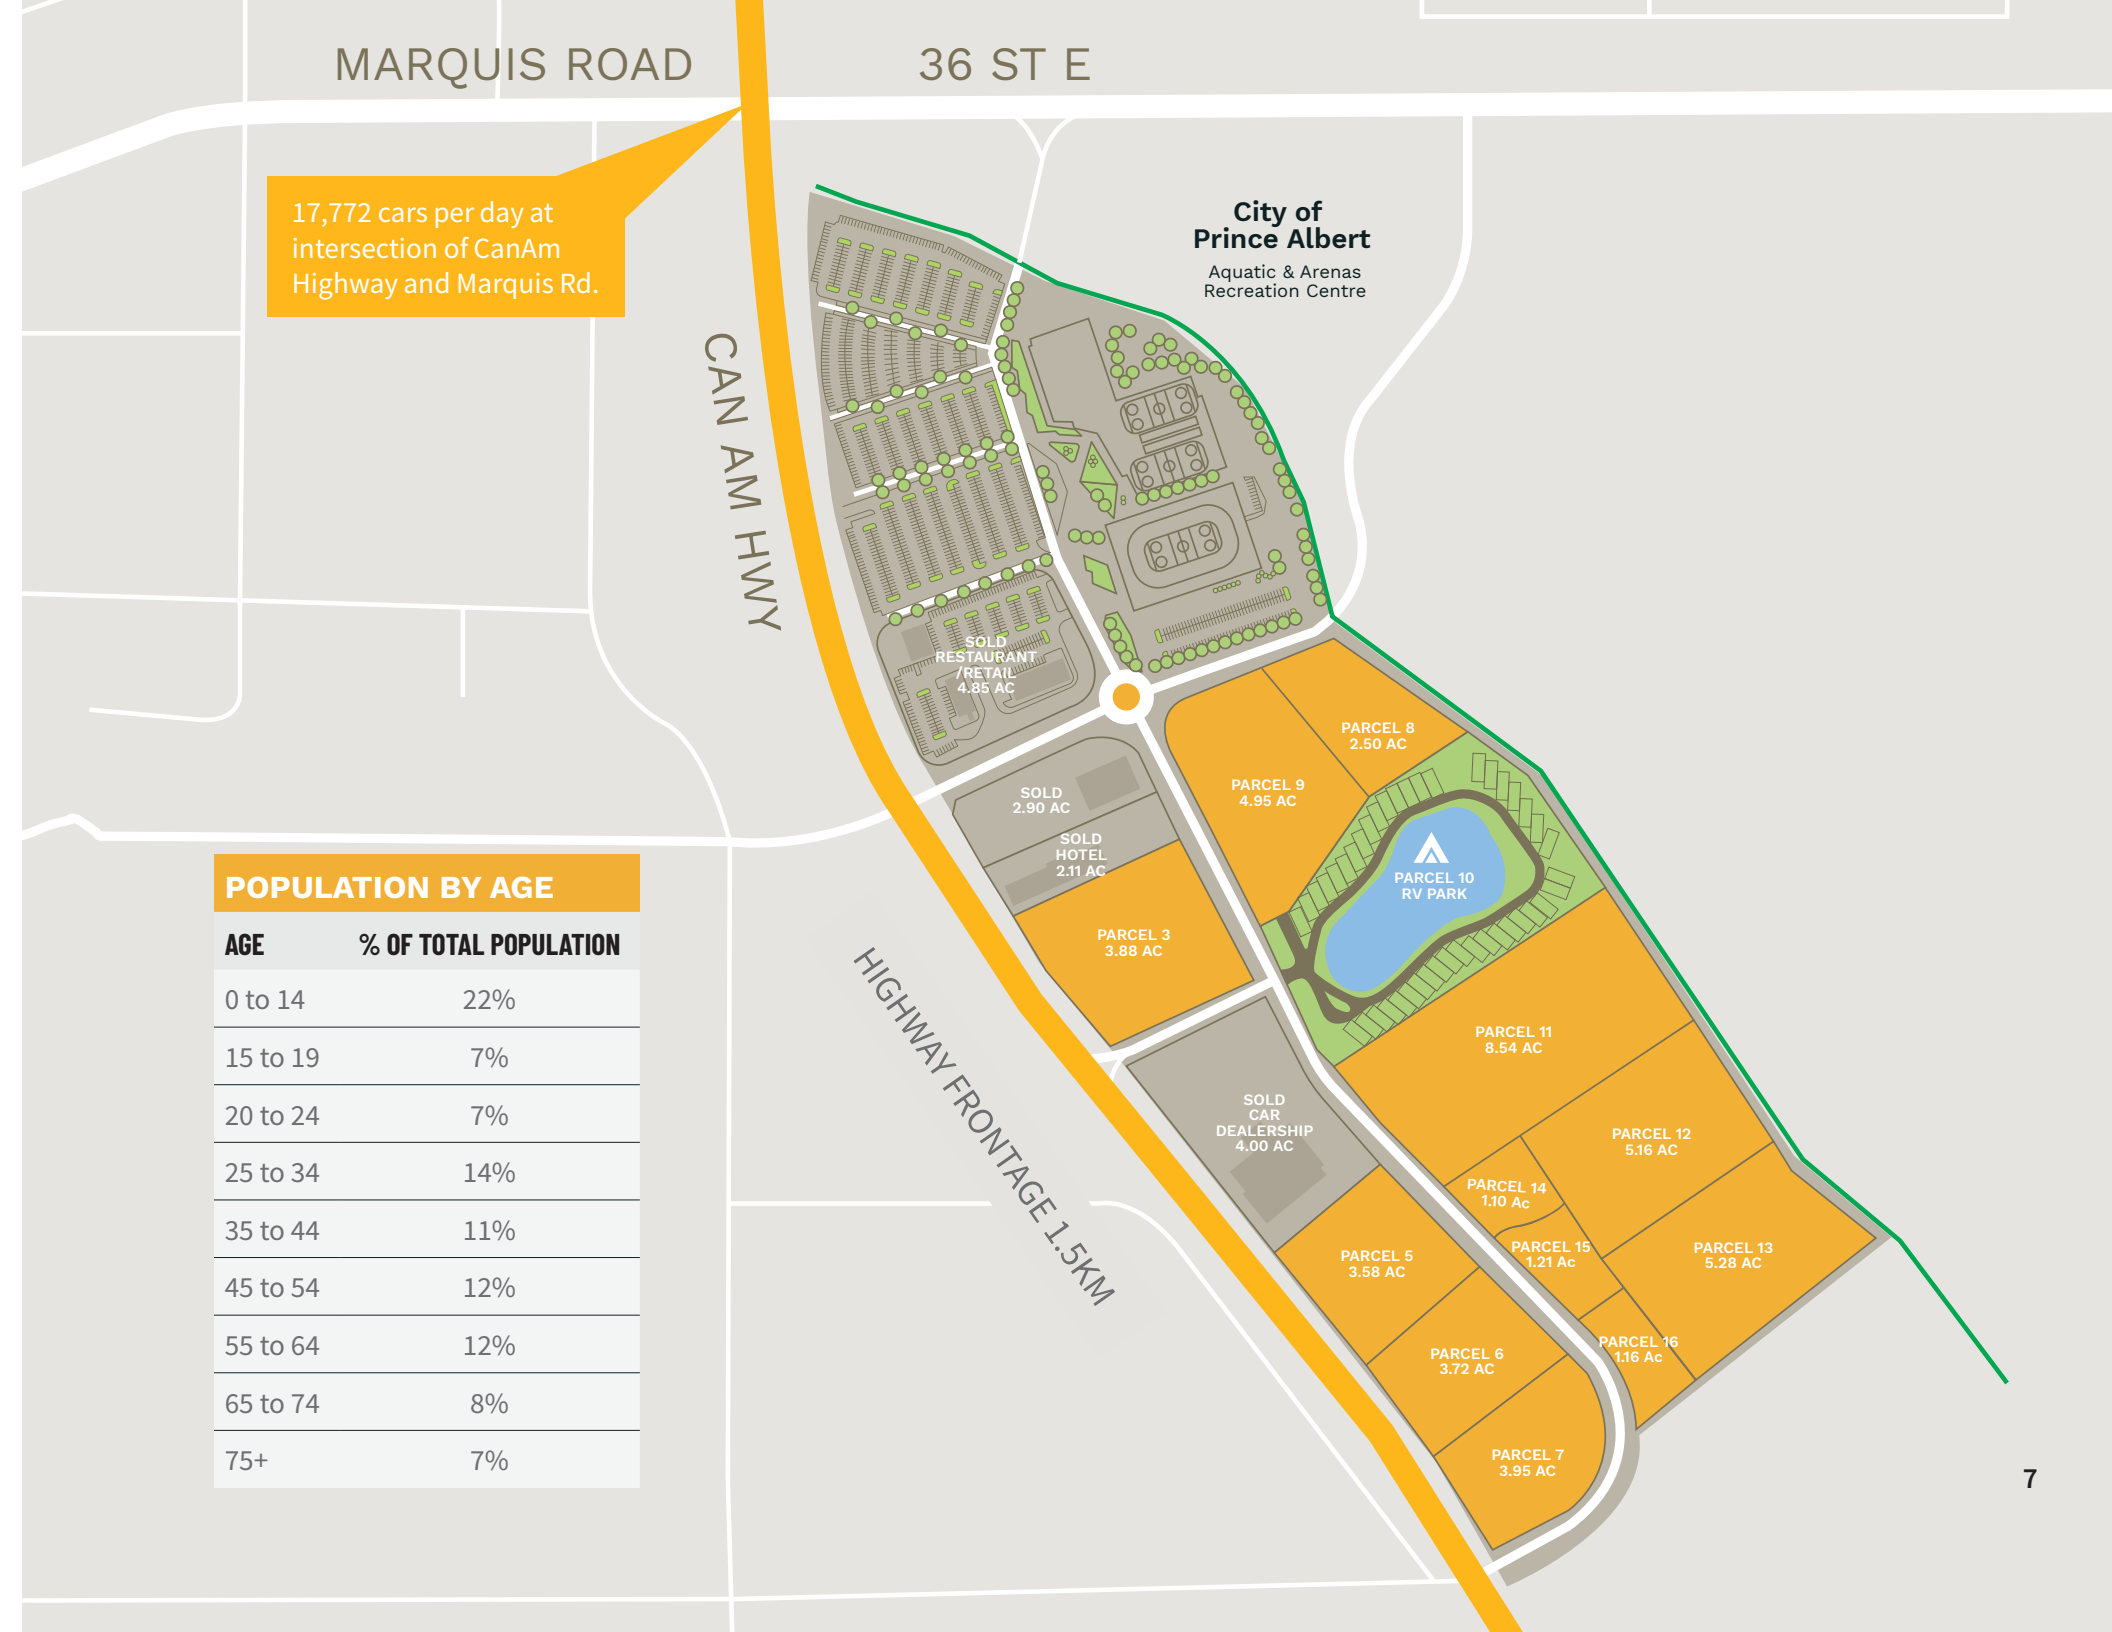 MARQUIS ROAD
36 ST E
17,772 cars per day at
intersection of CanAm
Highway and Marquis Rd.
City of
Prince Albert
Aquatic & Arenas
Recreation Centre
CAN AM HWY
SOLD
RESTAURANT
/RETAIL
4.85 AC
PARCEL 8
2.50 AC
PARCEL 9
4.95 AC
SOLD
2.90 AC
SOLD
HOTEL
2.11 AC
PARCEL 10
RV PARK
PARCEL 3
3.88 AC
HIGHWAY FRONTAGE 1.5KM
PARCEL 11
8.54 AC
SOLD
CAR
DEALERSHIP
4.00 AC
PARCEL 12
5.16 AC
PARCEL 14
1.10 Ac
PARCEL 15
1.21 Ac
PARCEL 13
5.28 AC
PARCEL 5
3.58 AC
PARCEL 16
1.16 Ac
PARCEL 6
3.72 AC
PARCEL 7
3.95 AC
POPULATION BY AGE
AGE % OF TOTAL POPULATION
0 to 14 22%
15 to 19 7%
20 to 24 7%
25 to 34 14%
35 to 44 11%
45 to 54 12%
55 to 64 12%
65 to 74 8%
75+ 7%
7